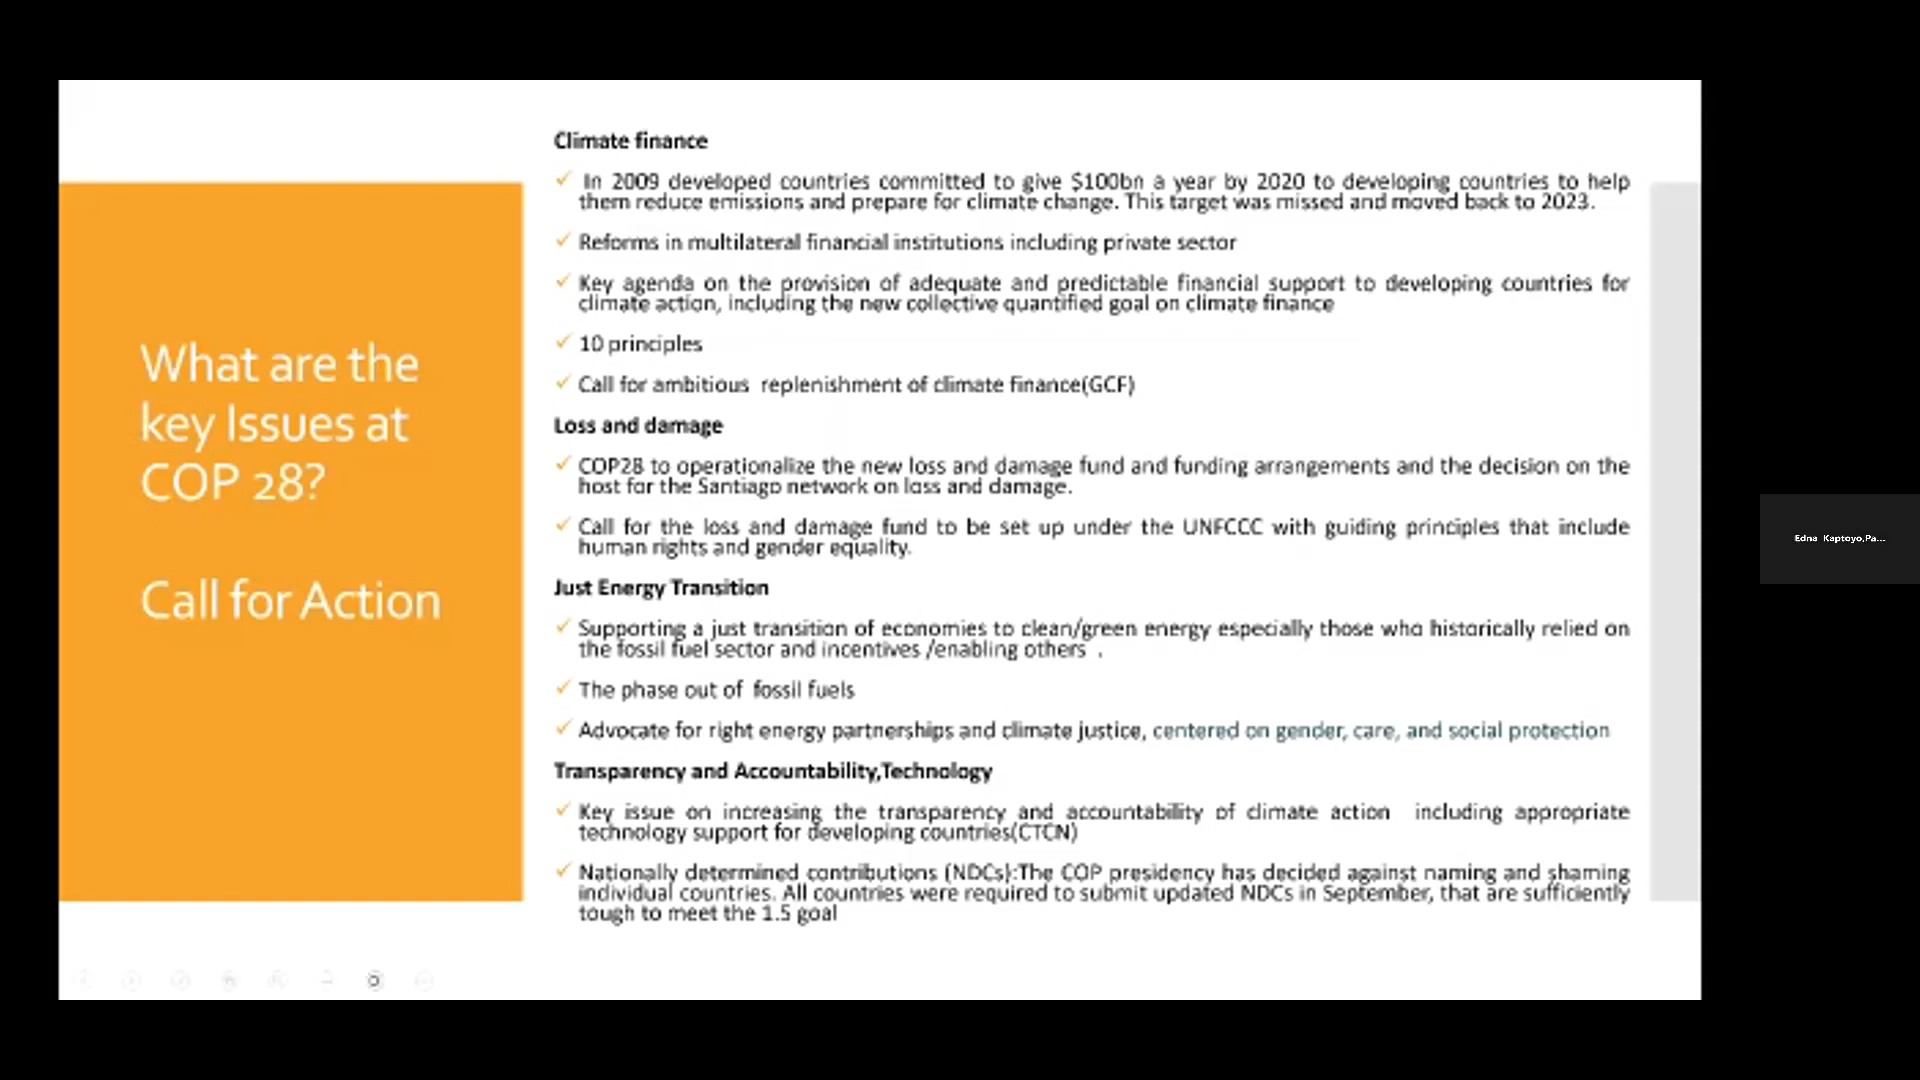 What are the
key Issues at
COP 28?
Call for Action
Climate finance
In 2009 developed countries committed to give $100bn a year by 2020 to developing countries to help
them reduce emissions and prepare for climate change. This target was missed and moved back to 2023.
Reforms in multilateral financial institutions including private sector
Key agenda on the provision of adequate and predictable financial support to developing countries for
climate action, including the new collective quantified goal on climate finance
10 principles
Call for ambitious replenishment of climate finance(GCF)
Loss and damage
COP28 to operationalize the new loss and damage fund and funding arrangements and the decision on the
host for the Santiago network on loss and damage.
Call for the loss and damage fund to be set up under the UNFCCC with guiding principles that include
human rights and gender equality.
Just Energy Transition
Supporting a just transition of economies to clean/green energy especially those who historically relied on
the fossil fuel sector and incentives /enabling others .
The phase out of fossil fuels
Advocate for right energy partnerships and climate justice, centered on gender, care, and social protection
Transparency and Accountability,Technology
Key issue on increasing the transparency and accountability of climate action including appropriate
technology support for developing countries(CTCN)
Nationally determined contributions (NDCs):The COP presidency has decided against naming and shaming
individual countries. All countries were required to submit updated NDCs in September, that are sufficiently
tough to meet the 1.5 goal
Edna Kaptoyo,Pa...